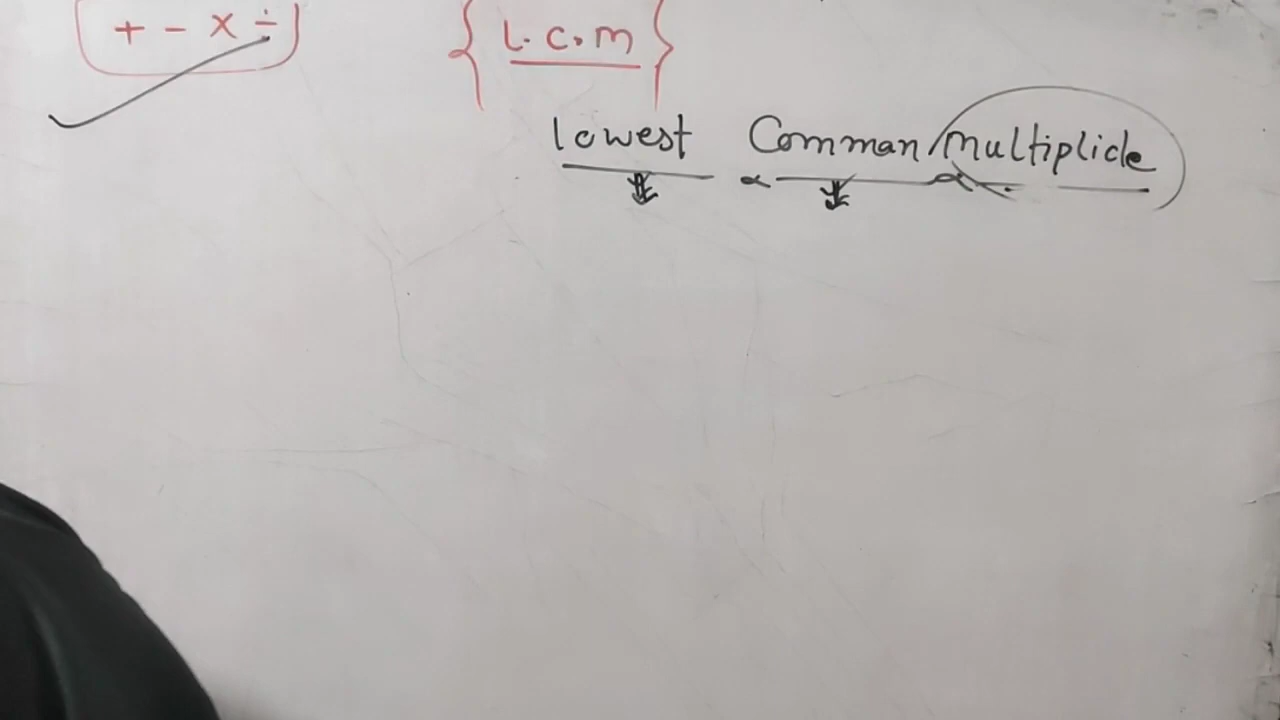 + - × ÷
{ L.C.M }
lowest Comman multiplicle